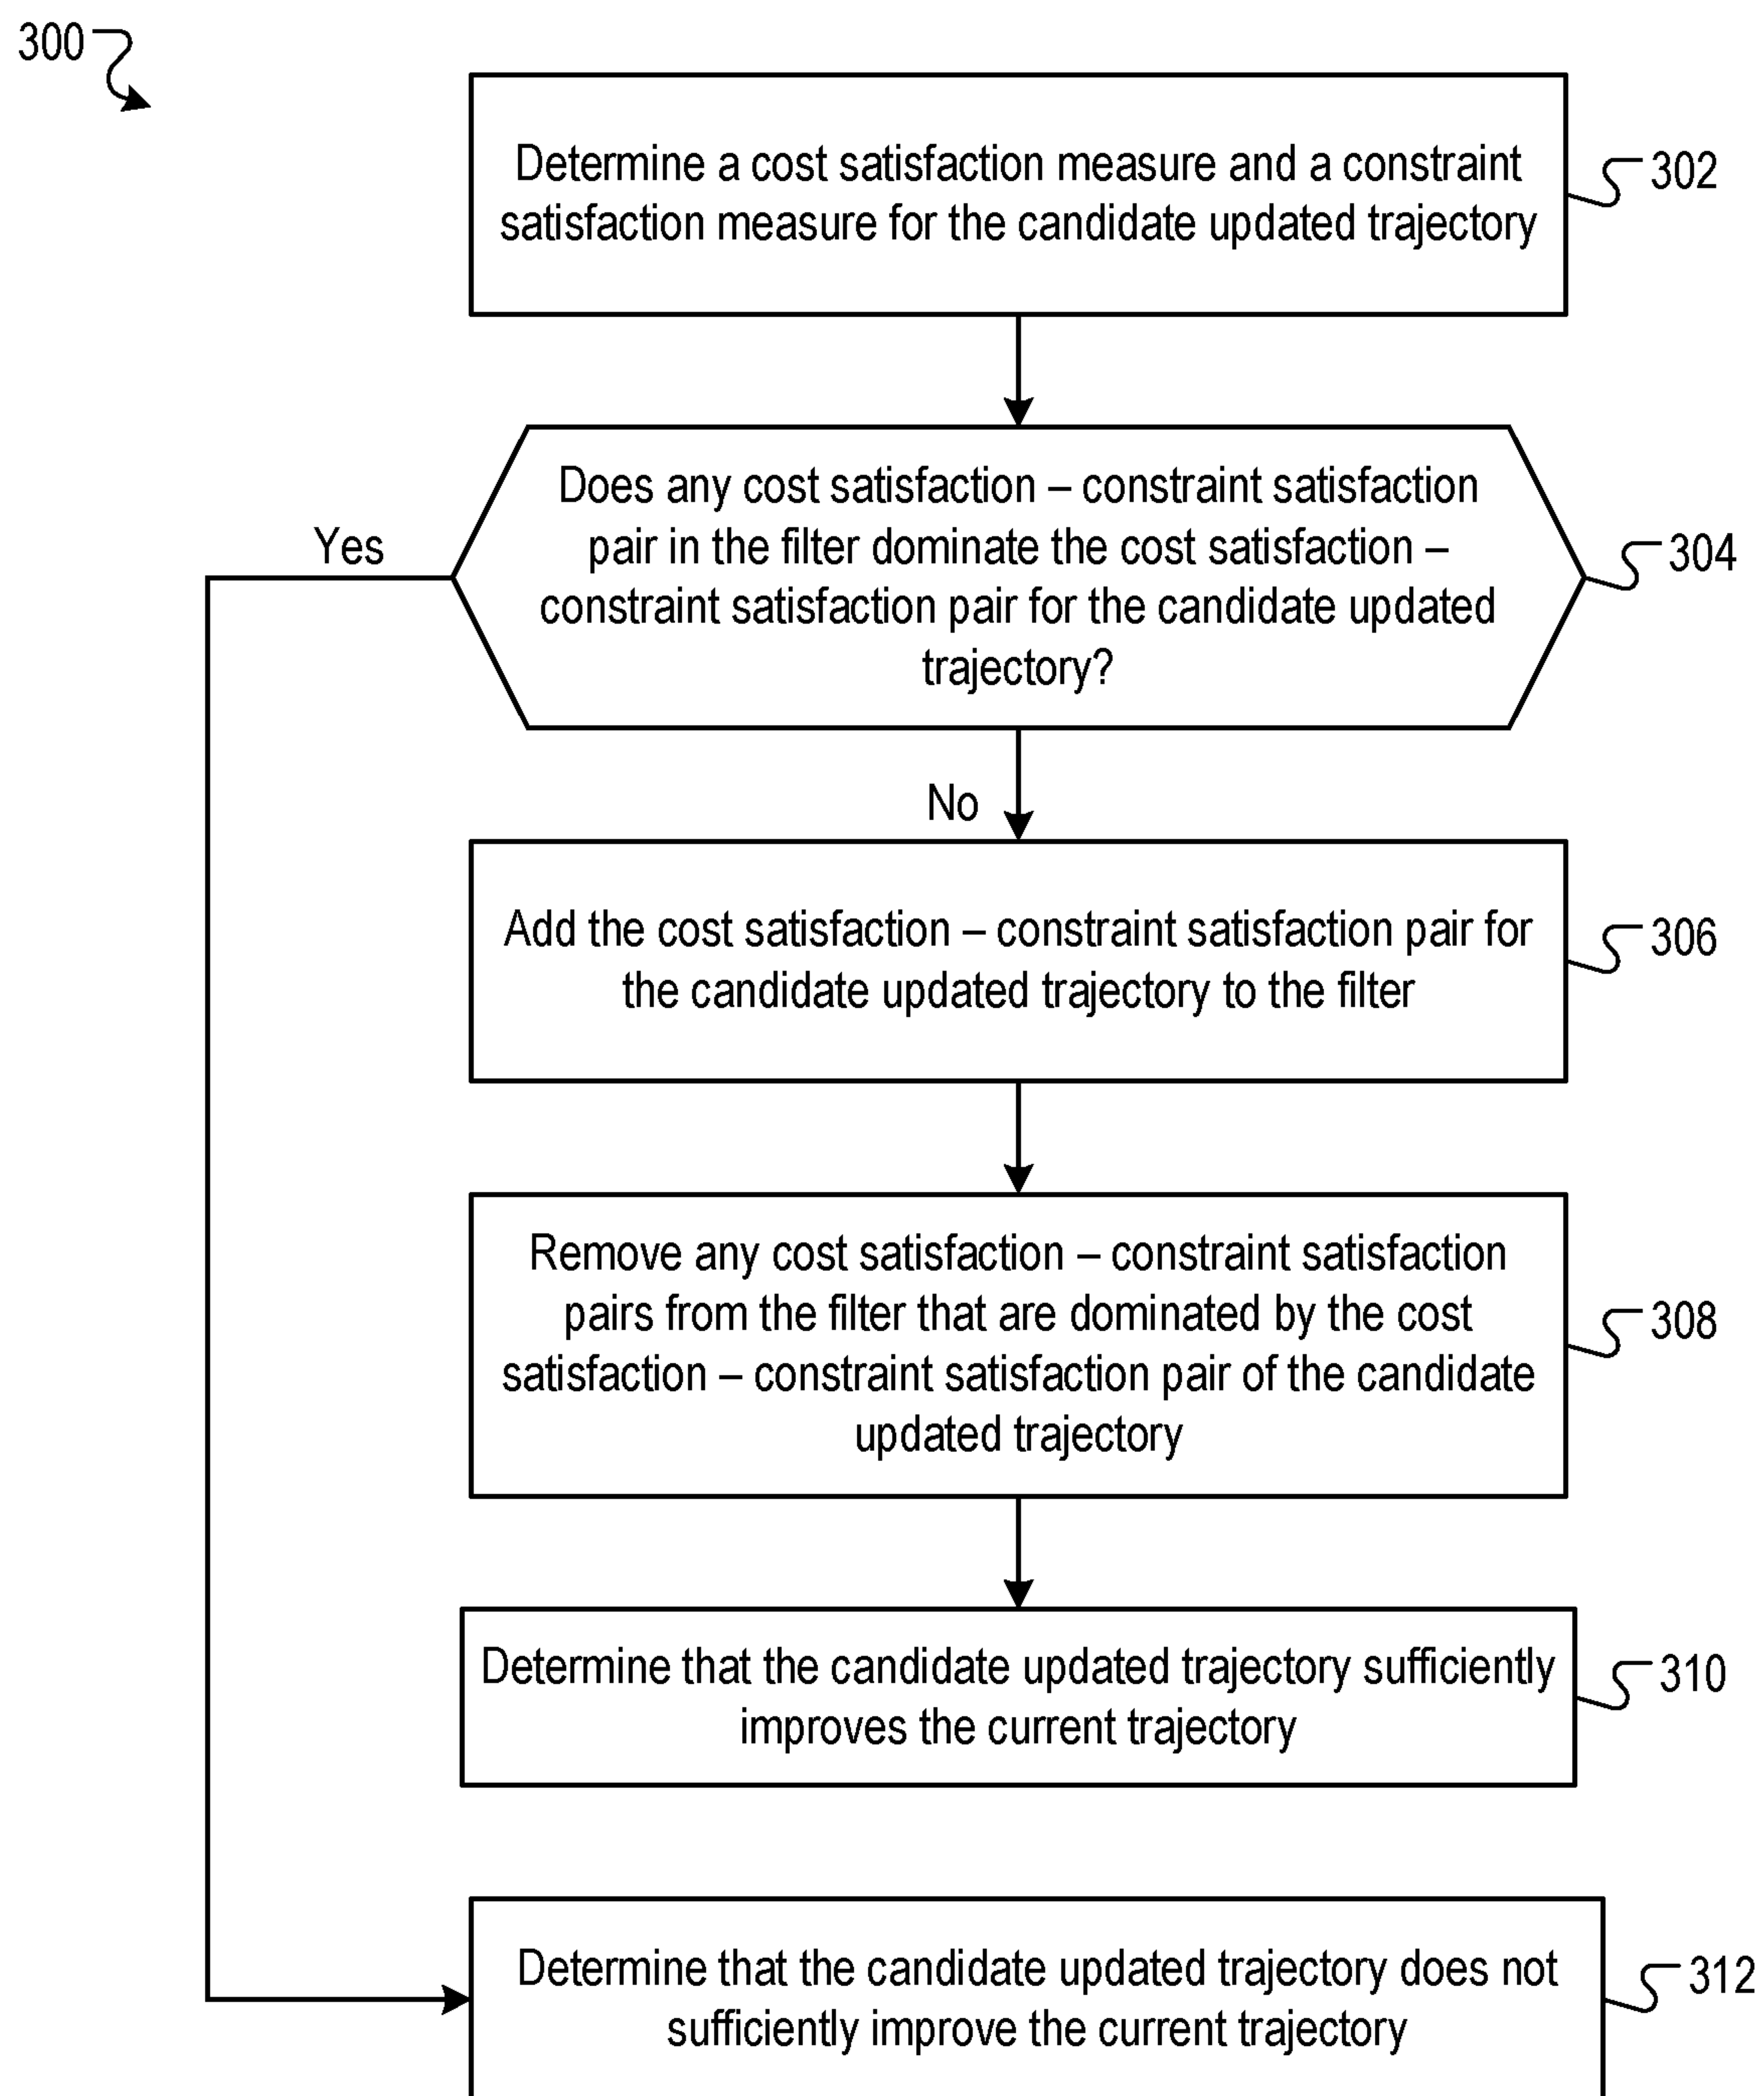 300
Determine a cost satisfaction measure and a constraint
satisfaction measure for the candidate updated trajectory
302
Does any cost satisfaction – constraint satisfaction
pair in the filter dominate the cost satisfaction –
constraint satisfaction pair for the candidate updated
trajectory?
304
Yes
No
Add the cost satisfaction – constraint satisfaction pair for
the candidate updated trajectory to the filter
306
Remove any cost satisfaction – constraint satisfaction
pairs from the filter that are dominated by the cost
satisfaction – constraint satisfaction pair of the candidate
updated trajectory
308
Determine that the candidate updated trajectory sufficiently
improves the current trajectory
310
Determine that the candidate updated trajectory does not
sufficiently improve the current trajectory
312